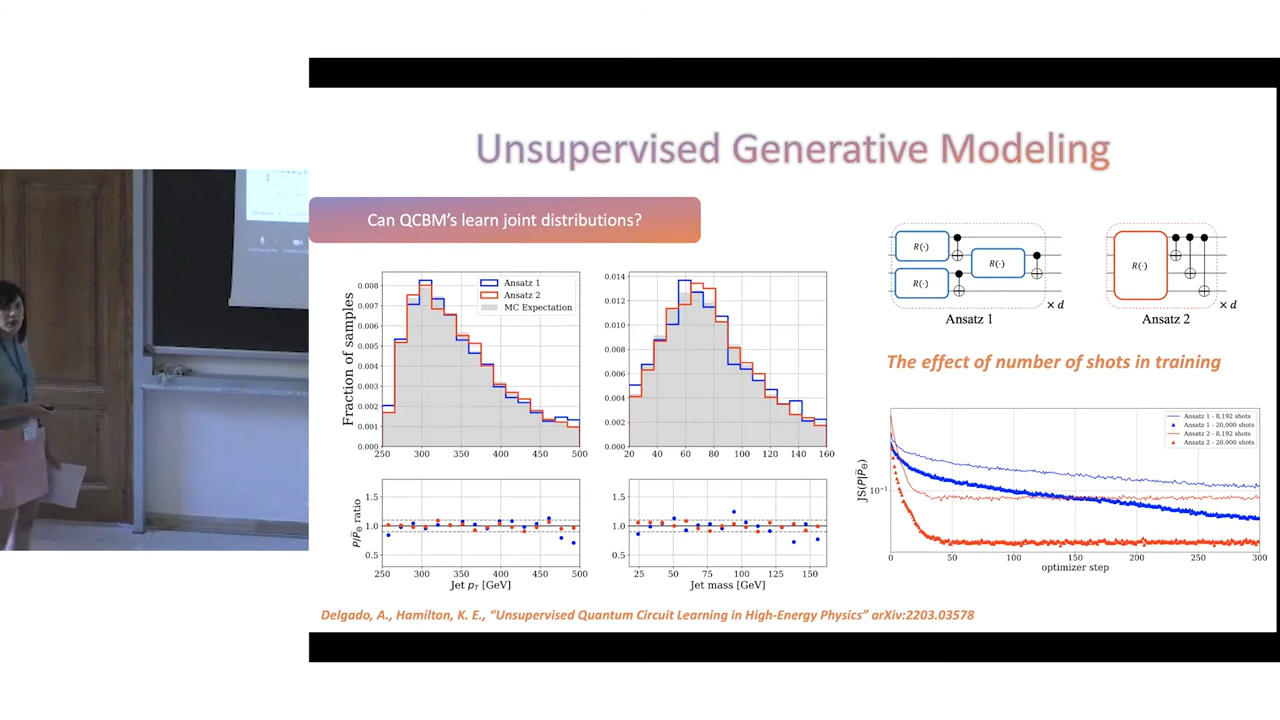 Unsupervised Generative Modeling
Can QCBM's learn joint distributions?
Fraction of samples
0.008
0.007
0.006
0.005
0.004
0.003
0.002
0.001
0.000
250 300 350 400 450 500
Ansatz 1
Ansatz 2
MC Expectation
0.014
0.012
0.010
0.008
0.006
0.004
0.002
0.000
20 40 60 80 100 120 140 160
P/P̃Θ ratio
1.5
1.0
0.5
250 300 350 400 450 500
Jet pT [GeV]
1.5
1.0
0.5
25 50 75 100 125 150
Jet mass [GeV]
R(·)
R(·)
R(·)
× d
Ansatz 1
R(·)
× d
Ansatz 2
The effect of number of shots in training
Ansatz 1 - 8,192 shots
Ansatz 1 - 20,000 shots
Ansatz 2 - 8,192 shots
Ansatz 2 - 20,000 shots
JS(P|P̃Θ)
10⁻¹
0 50 100 150 200 250 300
optimizer step
Delgado, A., Hamilton, K. E., “Unsupervised Quantum Circuit Learning in High-Energy Physics” arXiv:2203.03578